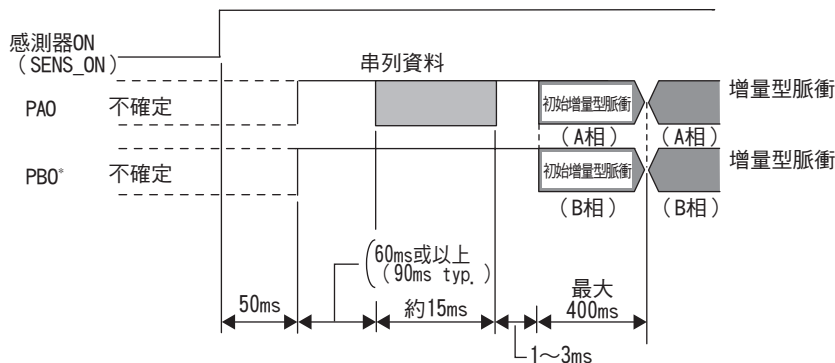 感測器ON
（SENS_ON）
串列資料
PAO
不確定
初始增量型脈衝
增量型脈衝
（A相）
（A相）
PBO*
不確定
初始增量型脈衝
增量型脈衝
（B相）
（B相）
60ms或以上
（90ms typ.）
50ms
約15ms
最大
400ms
1～3ms